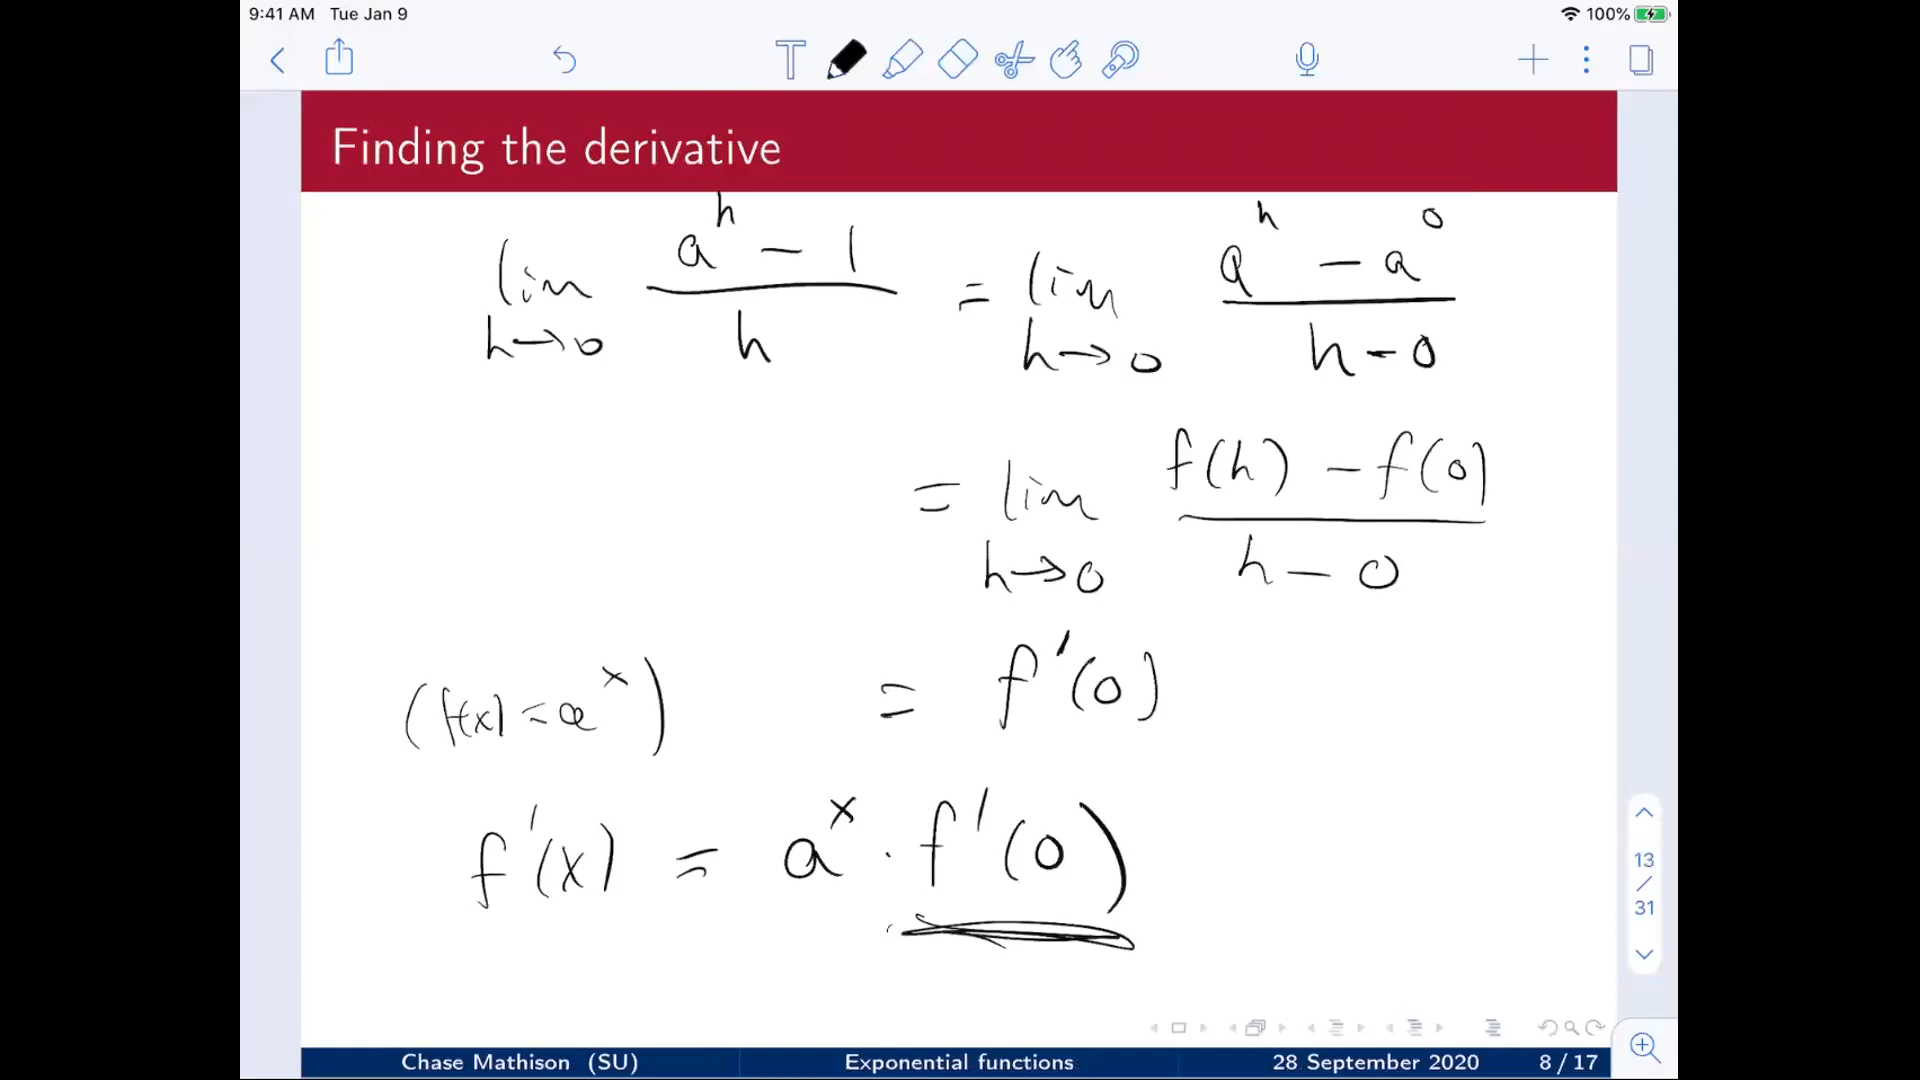 9:41 AM Tue Jan 9 100%
Finding the derivative
lim h→0 (a^h − 1)/h = lim h→0 (a^h − a^0)/(h − 0)
= lim h→0 (f(h) − f(0))/(h − 0)
(f(x) = a^x) = f'(0)
f'(x) = a^x · f'(0)
13
/
31
Chase Mathison (SU) Exponential functions 28 September 2020 8 / 17